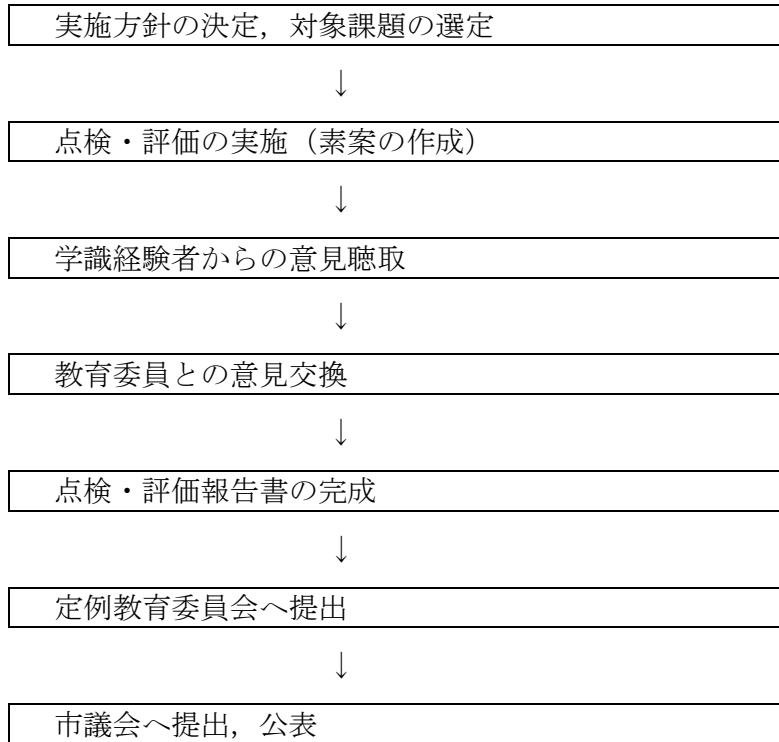 実施方針の決定，対象課題の選定
↓
点検・評価の実施（素案の作成）
↓
学識経験者からの意見聴取
↓
教育委員との意見交換
↓
点検・評価報告書の完成
↓
定例教育委員会へ提出
↓
市議会へ提出，公表